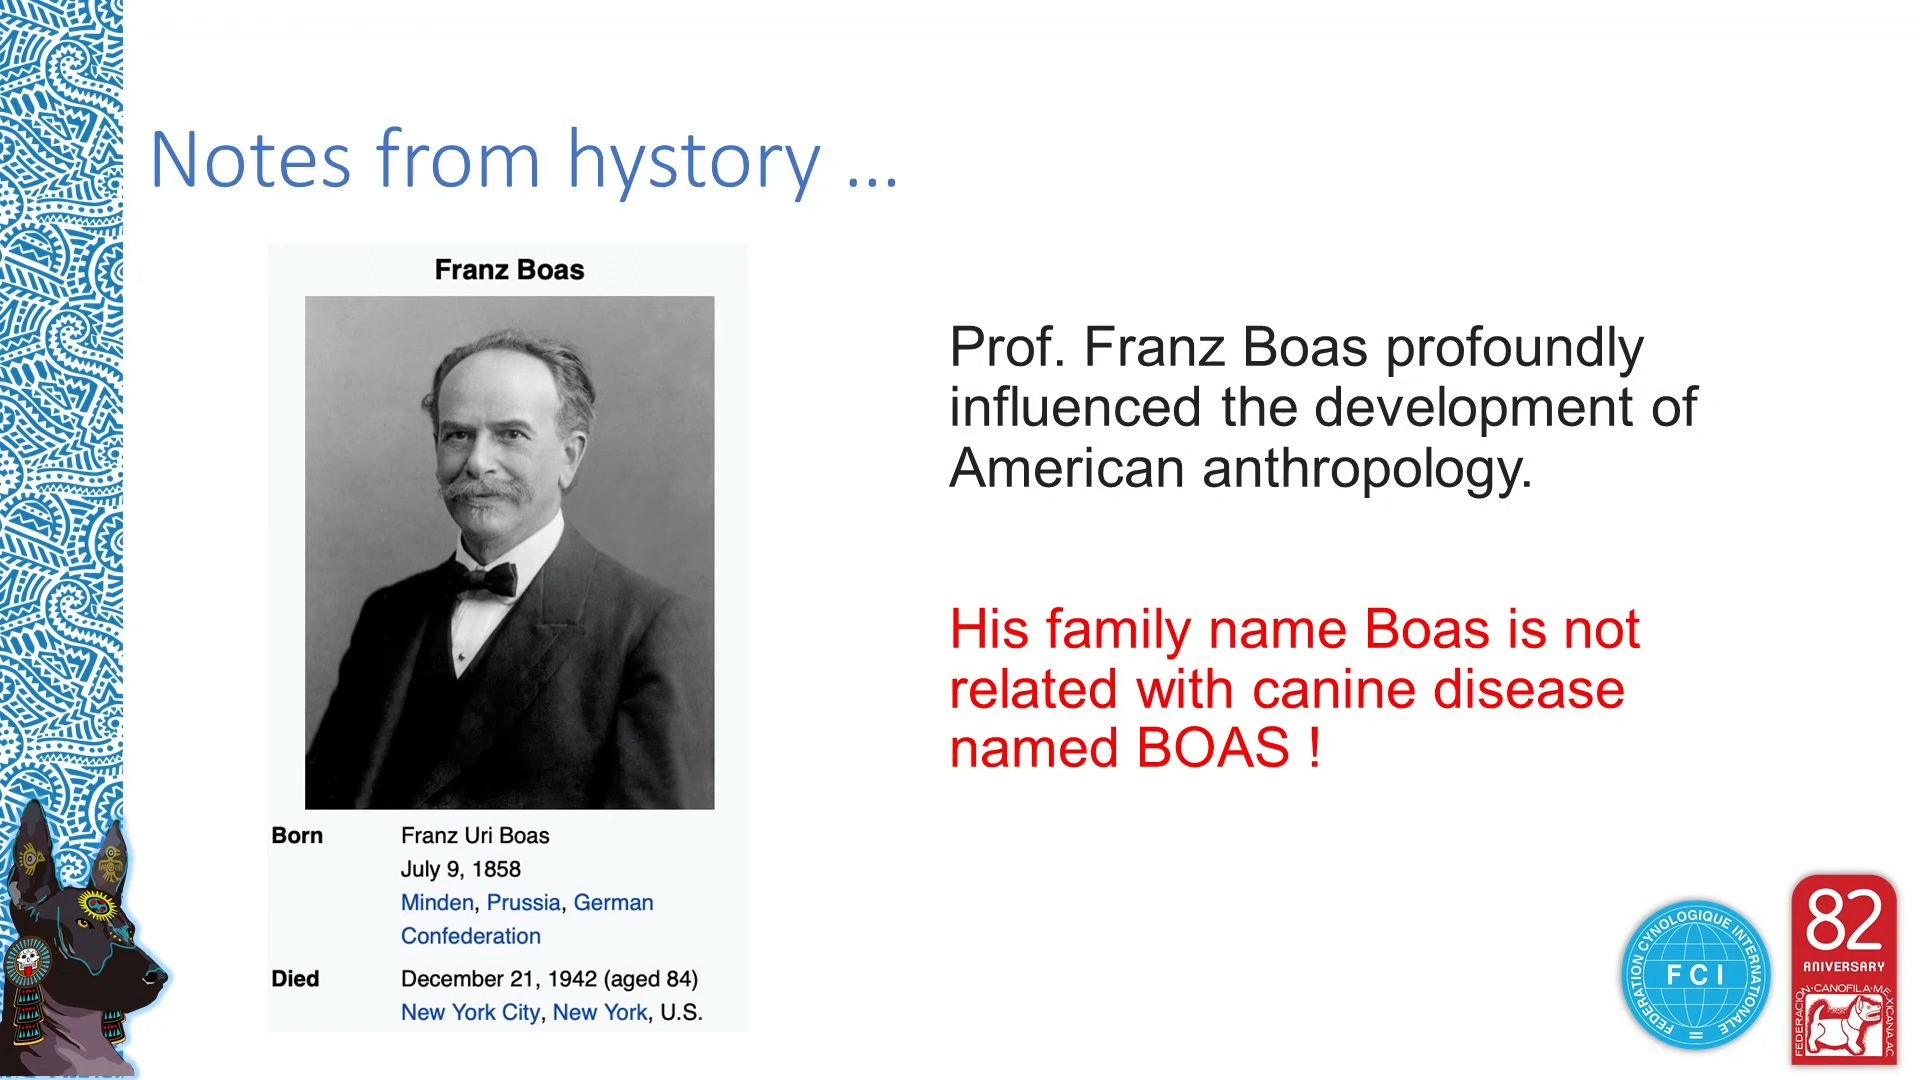 Notes from hystory ...
Franz Boas
Born Franz Uri Boas
July 9, 1858
Minden, Prussia, German
Confederation
Died December 21, 1942 (aged 84)
New York City, New York, U.S.
Prof. Franz Boas profoundly
influenced the development of
American anthropology.
His family name Boas is not
related with canine disease
named BOAS !
FEDERATION CYNOLOGIQUE INTERNATIONALE
FCI
82
ANIVERSARY
FEDERACION·CANOFILA·MEXICANA,AC